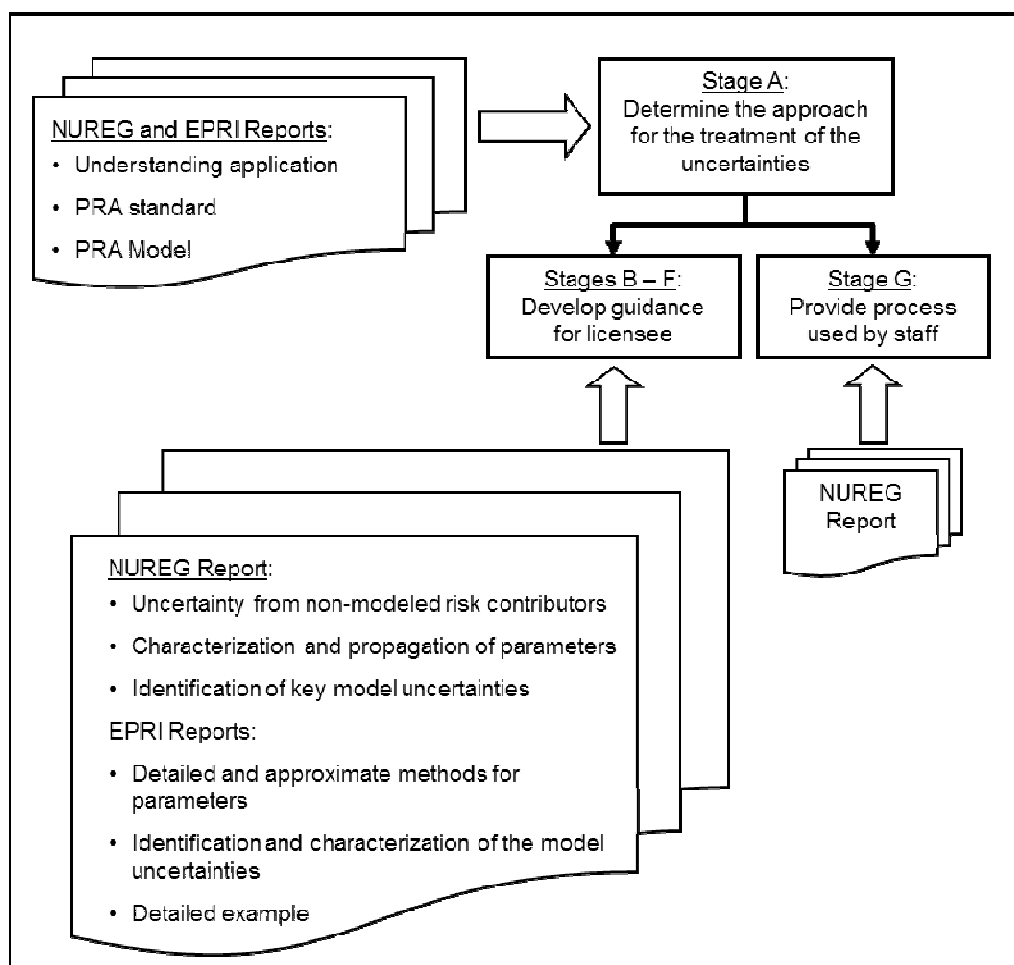 NUREG and EPRI Reports:
• Understanding application
• PRA standard
• PRA Model
Stage A:
Determine the approach
for the treatment of the
uncertainties
Stages B – F:
Develop guidance
for licensee
Stage G:
Provide process
used by staff
NUREG
Report
NUREG Report:
• Uncertainty from non-modeled risk contributors
• Characterization and propagation of parameters
• Identification of key model uncertainties
EPRI Reports:
• Detailed and approximate methods for
parameters
• Identification and characterization of the model
uncertainties
• Detailed example